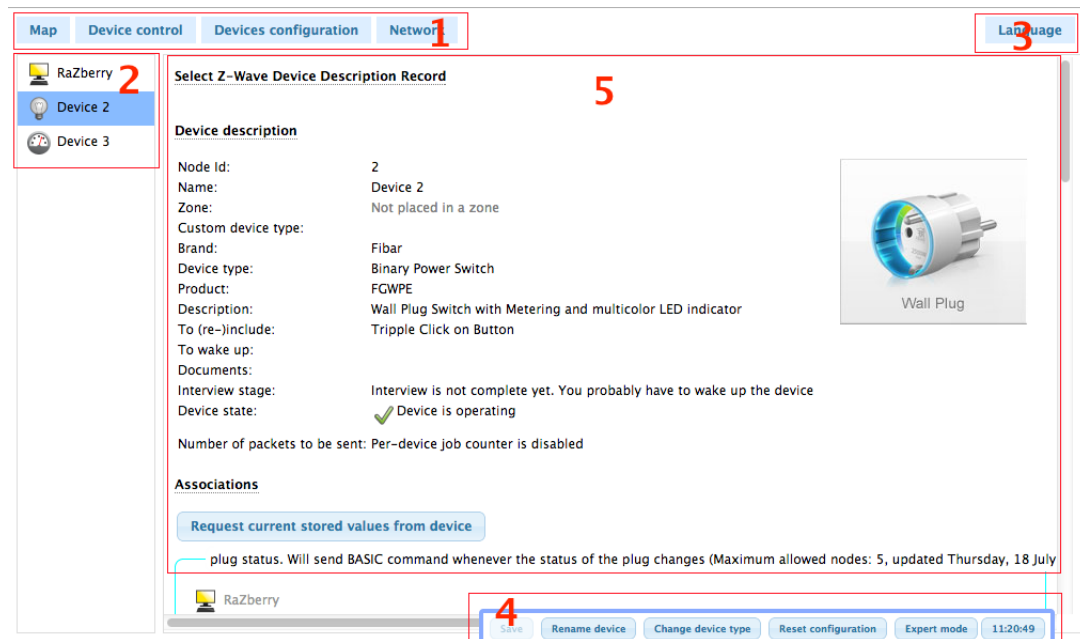 Map Device control Devices configuration Network 1 Language 3
RaZberry 2
Device 2
Device 3
5
Select Z-Wave Device Description Record
Device description
Node Id: 2
Name: Device 2
Zone: Not placed in a zone
Custom device type:
Brand: Fibar
Device type: Binary Power Switch
Product: FGWPE
Description: Wall Plug Switch with Metering and multicolor LED indicator
To (re-)include: Tripple Click on Button
To wake up:
Documents:
Interview stage: Interview is not complete yet. You probably have to wake up the device
Device state: Device is operating
Number of packets to be sent: Per-device job counter is disabled
Wall Plug
Associations
Request current stored values from device
plug status. Will send BASIC command whenever the status of the plug changes (Maximum allowed nodes: 5, updated Thursday, 18 July
RaZberry
4
Save Rename device Change device type Reset configuration Expert mode 11:20:49